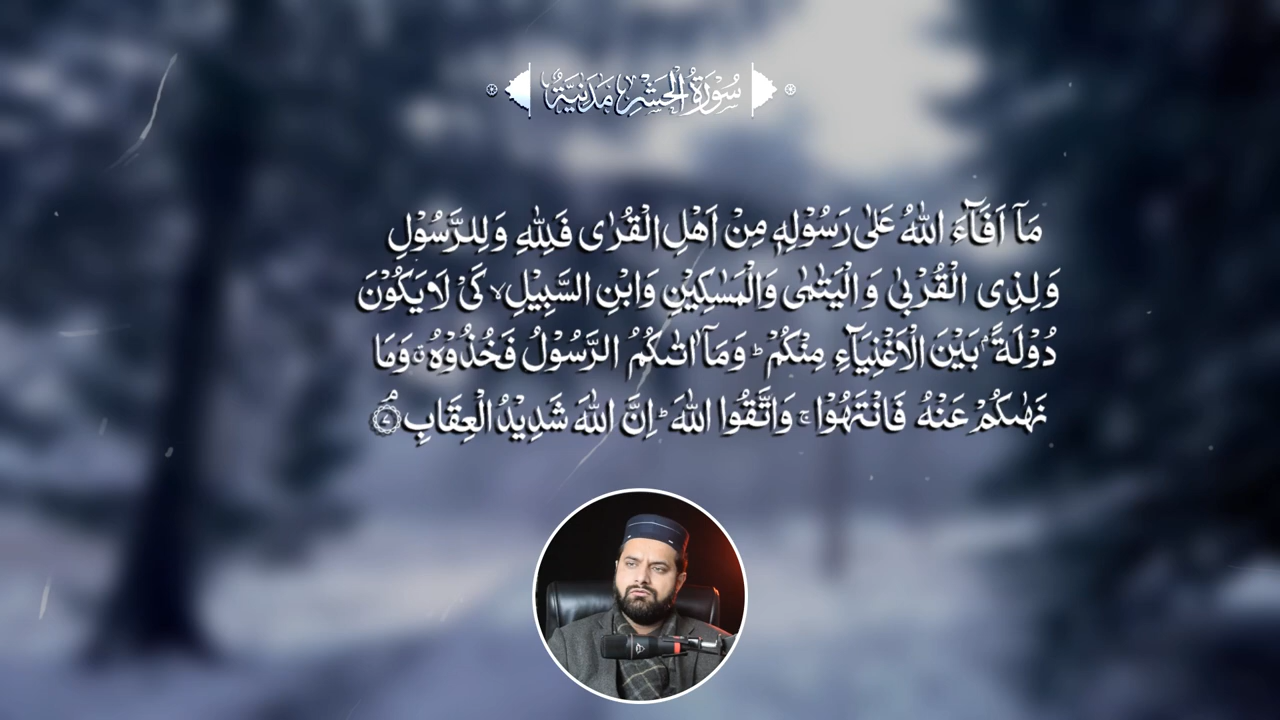 سُوْرَةُ الْحَشْرِ مَدَنِيَّةٌ
مَآ اَفَآءَ اللّٰهُ عَلٰى رَسُوْلِهٖ مِنْ اَهْلِ الْقُرٰى فَلِلّٰهِ وَلِلرَّسُوْلِ
وَلِذِى الْقُرْبٰى وَالْيَتٰمٰى وَالْمَسٰكِيْنِ وَابْنِ السَّبِيْلِ ۙ كَىْ لَا يَكُوْنَ
دُوْلَةًۢ بَيْنَ الْاَغْنِيَآءِ مِنْكُمْ ؕ وَمَآ اٰتٰىكُمُ الرَّسُوْلُ فَخُذُوْهُ ۤ وَمَا
نَهٰىكُمْ عَنْهُ فَانْتَهُوْا ۚ وَاتَّقُوا اللّٰهَ ؕ اِنَّ اللّٰهَ شَدِيْدُ الْعِقَابِ ۘ ﴿۷﴾